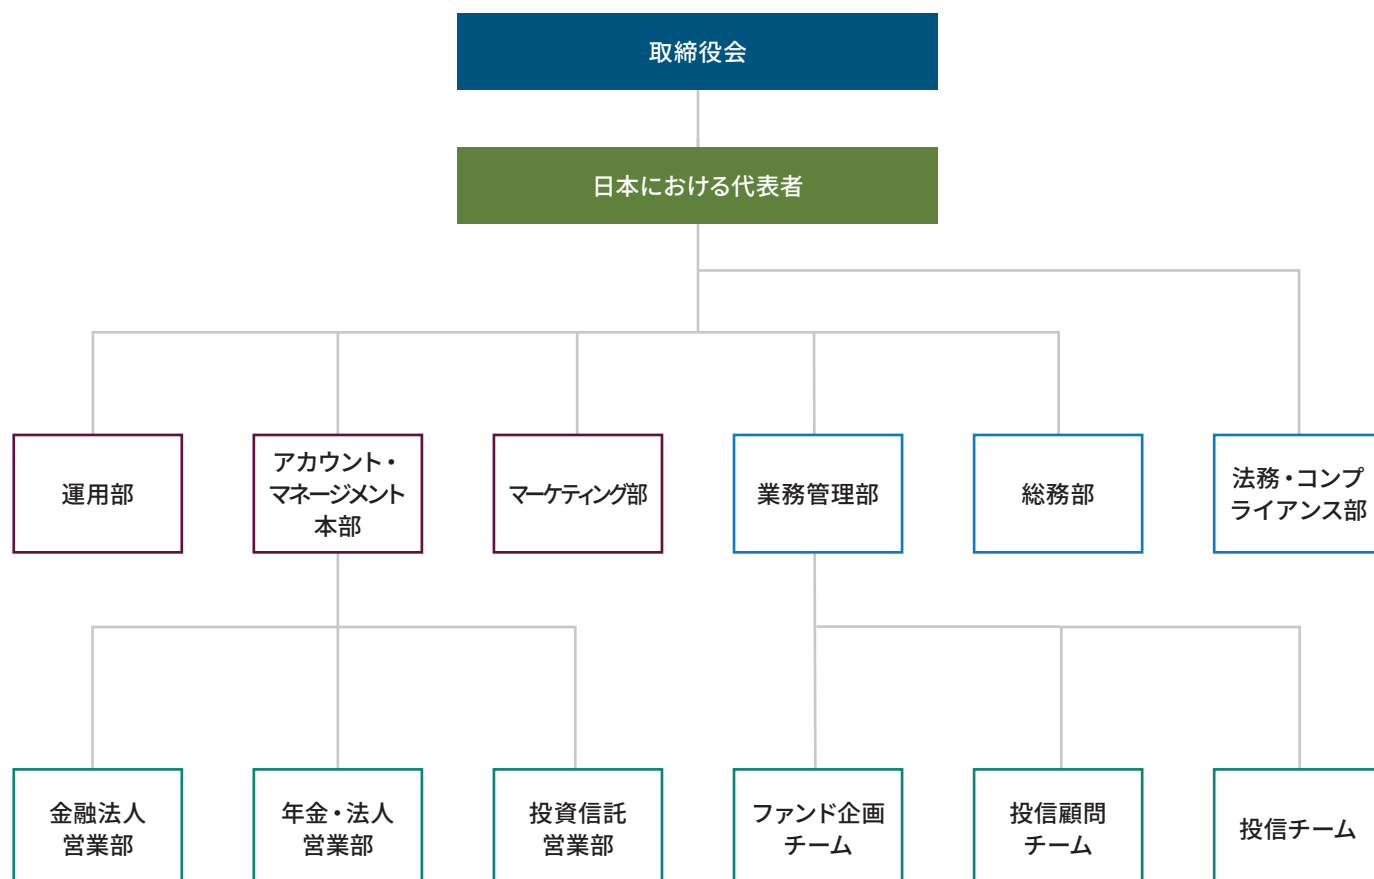 取締役会
日本における代表者
運用部
アカウント・
マネージメント
本部
マーケティング部
業務管理部
総務部
法務・コンプ
ライアンス部
金融法人
営業部
年金・法人
営業部
投資信託
営業部
ファンド企画
チーム
投信顧問
チーム
投信チーム